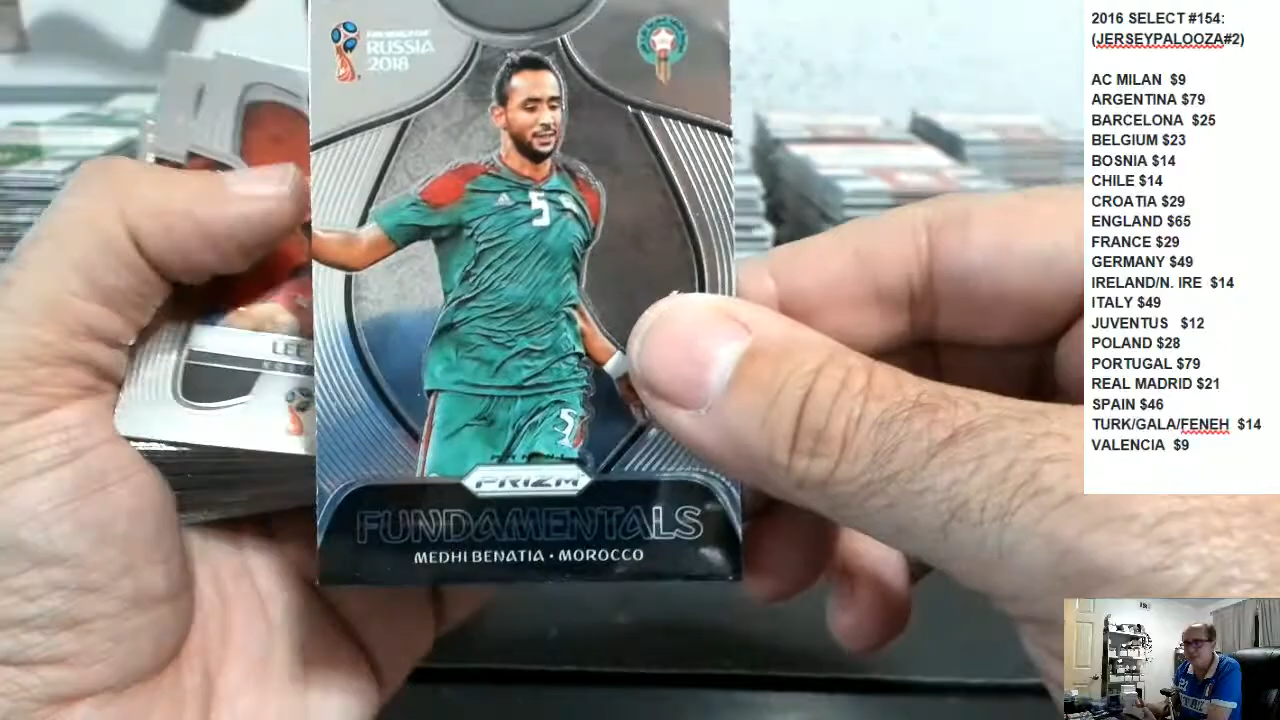 FIFA WORLD CUP
RUSSIA
2018
5
5
LEE
PRIZM
FUNDAMENTALS
MEDHI BENATIA • MOROCCO
2016 SELECT #154:
(JERSEYPALOOZA#2)
AC MILAN $9
ARGENTINA $79
BARCELONA $25
BELGIUM $23
BOSNIA $14
CHILE $14
CROATIA $29
ENGLAND $65
FRANCE $29
GERMANY $49
IRELAND/N. IRE $14
ITALY $49
JUVENTUS $12
POLAND $28
PORTUGAL $79
REAL MADRID $21
SPAIN $46
TURK/GALA/FENEH $14
VALENCIA $9
21